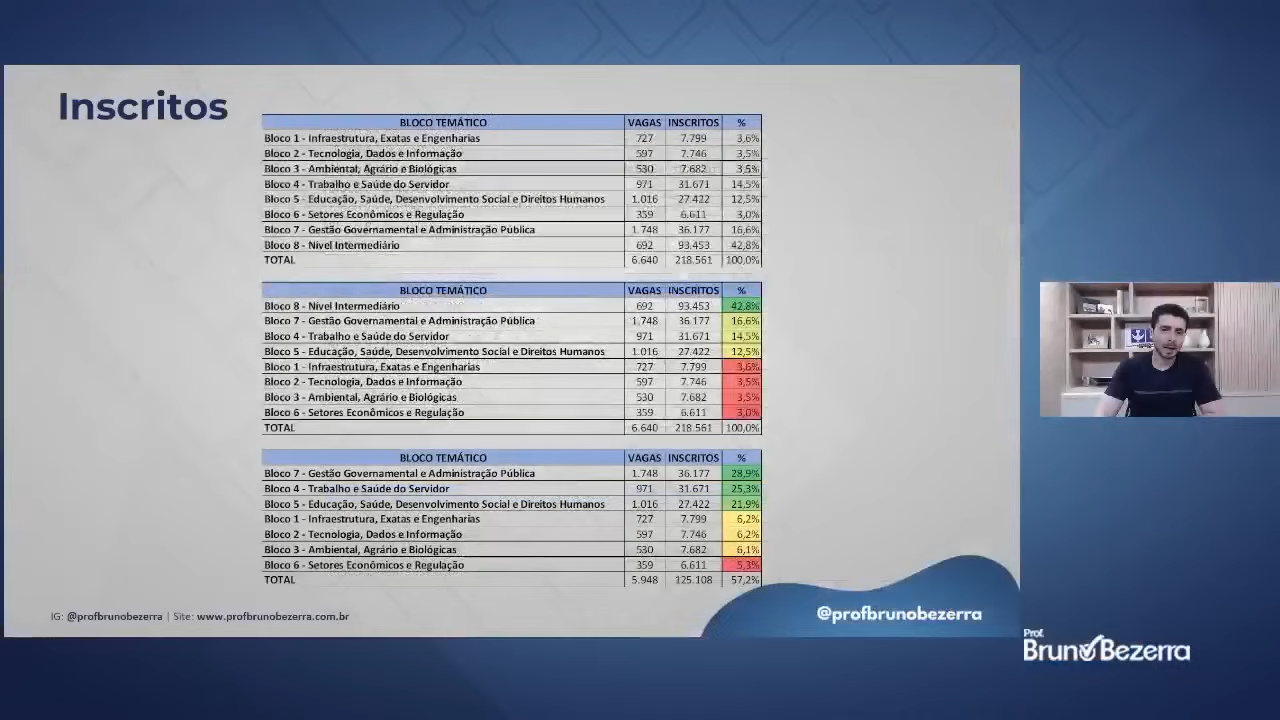 Inscritos
BLOCO TEMÁTICO VAGAS INSCRITOS %
Bloco 1 - Infraestrutura, Exatas e Engenharias 727 7.799 3,6%
Bloco 2 - Tecnologia, Dados e Informação 597 7.746 3,5%
Bloco 3 - Ambiental, Agrário e Biológicas 530 7.682 3,5%
Bloco 4 - Trabalho e Saúde do Servidor 971 31.671 14,5%
Bloco 5 - Educação, Saúde, Desenvolvimento Social e Direitos Humanos 1.016 27.422 12,5%
Bloco 6 - Setores Econômicos e Regulação 359 6.611 3,0%
Bloco 7 - Gestão Governamental e Administração Pública 1.748 36.177 16,6%
Bloco 8 - Nível Intermediário 692 93.453 42,8%
TOTAL 6.640 218.561 100,0%
BLOCO TEMÁTICO VAGAS INSCRITOS %
Bloco 8 - Nível Intermediário 692 93.453 42,8%
Bloco 7 - Gestão Governamental e Administração Pública 1.748 36.177 16,6%
Bloco 4 - Trabalho e Saúde do Servidor 971 31.671 14,5%
Bloco 5 - Educação, Saúde, Desenvolvimento Social e Direitos Humanos 1.016 27.422 12,5%
Bloco 1 - Infraestrutura, Exatas e Engenharias 727 7.799 3,6%
Bloco 2 - Tecnologia, Dados e Informação 597 7.746 3,5%
Bloco 3 - Ambiental, Agrário e Biológicas 530 7.682 3,5%
Bloco 6 - Setores Econômicos e Regulação 359 6.611 3,0%
TOTAL 6.640 218.561 100,0%
BLOCO TEMÁTICO VAGAS INSCRITOS %
Bloco 7 - Gestão Governamental e Administração Pública 1.748 36.177 28,9%
Bloco 4 - Trabalho e Saúde do Servidor 971 31.671 25,3%
Bloco 5 - Educação, Saúde, Desenvolvimento Social e Direitos Humanos 1.016 27.422 21,9%
Bloco 1 - Infraestrutura, Exatas e Engenharias 727 7.799 6,2%
Bloco 2 - Tecnologia, Dados e Informação 597 7.746 6,2%
Bloco 3 - Ambiental, Agrário e Biológicas 530 7.682 6,1%
Bloco 6 - Setores Econômicos e Regulação 359 6.611 5,3%
TOTAL 5.948 125.108 57,2%
IG: @profbrunobezerra | Site: www.profbrunobezerra.com.br
@profbrunobezerra
Prof.
Bruno Bezerra